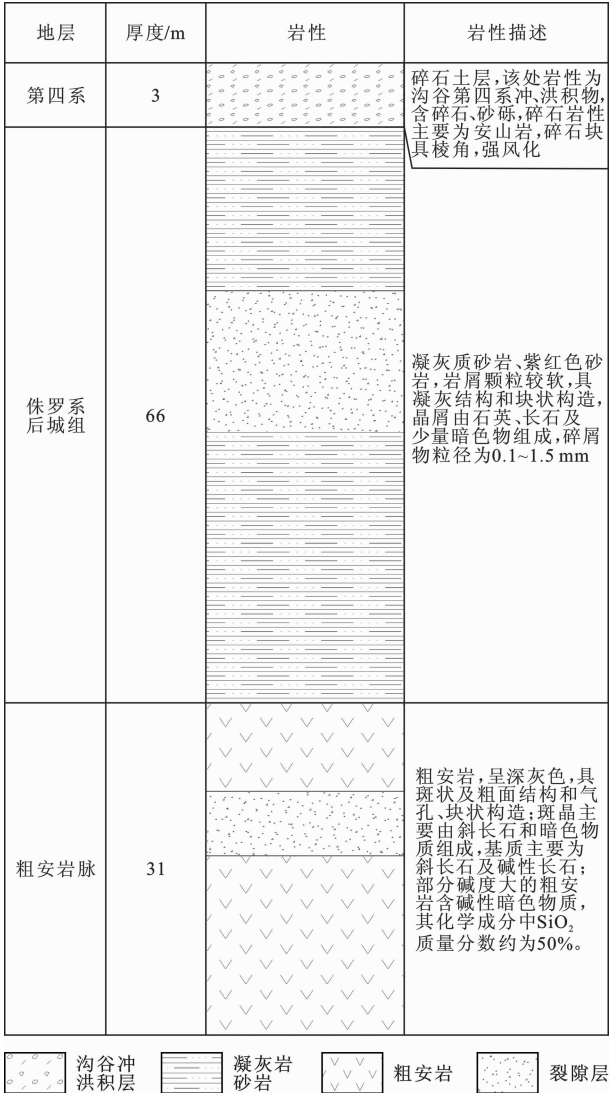 地层 厚度/m 岩性 岩性描述
第四系 3
碎石土层,该处岩性为
沟谷第四系冲、洪积物,
含碎石、砂砾,碎石岩性
主要为安山岩,碎石块
具棱角,强风化
侏罗系
后城组
66
凝灰质砂岩、紫红色砂
岩,岩屑颗粒较软,具
凝灰结构和块状构造,
晶屑由石英、长石及
少量暗色物组成,碎屑
物粒径为0.1~1.5 mm
粗安岩脉 31
粗安岩,呈深灰色,具
斑状及粗面结构和气
孔、块状构造;斑晶主
要由斜长石和暗色物
质组成,基质主要为
斜长石及碱性长石;
部分碱度大的粗安
岩含碱性暗色物质,
其化学成分中SiO₂
质量分数约为50%。
沟谷冲
洪积层
凝灰岩
砂岩
粗安岩
裂隙层